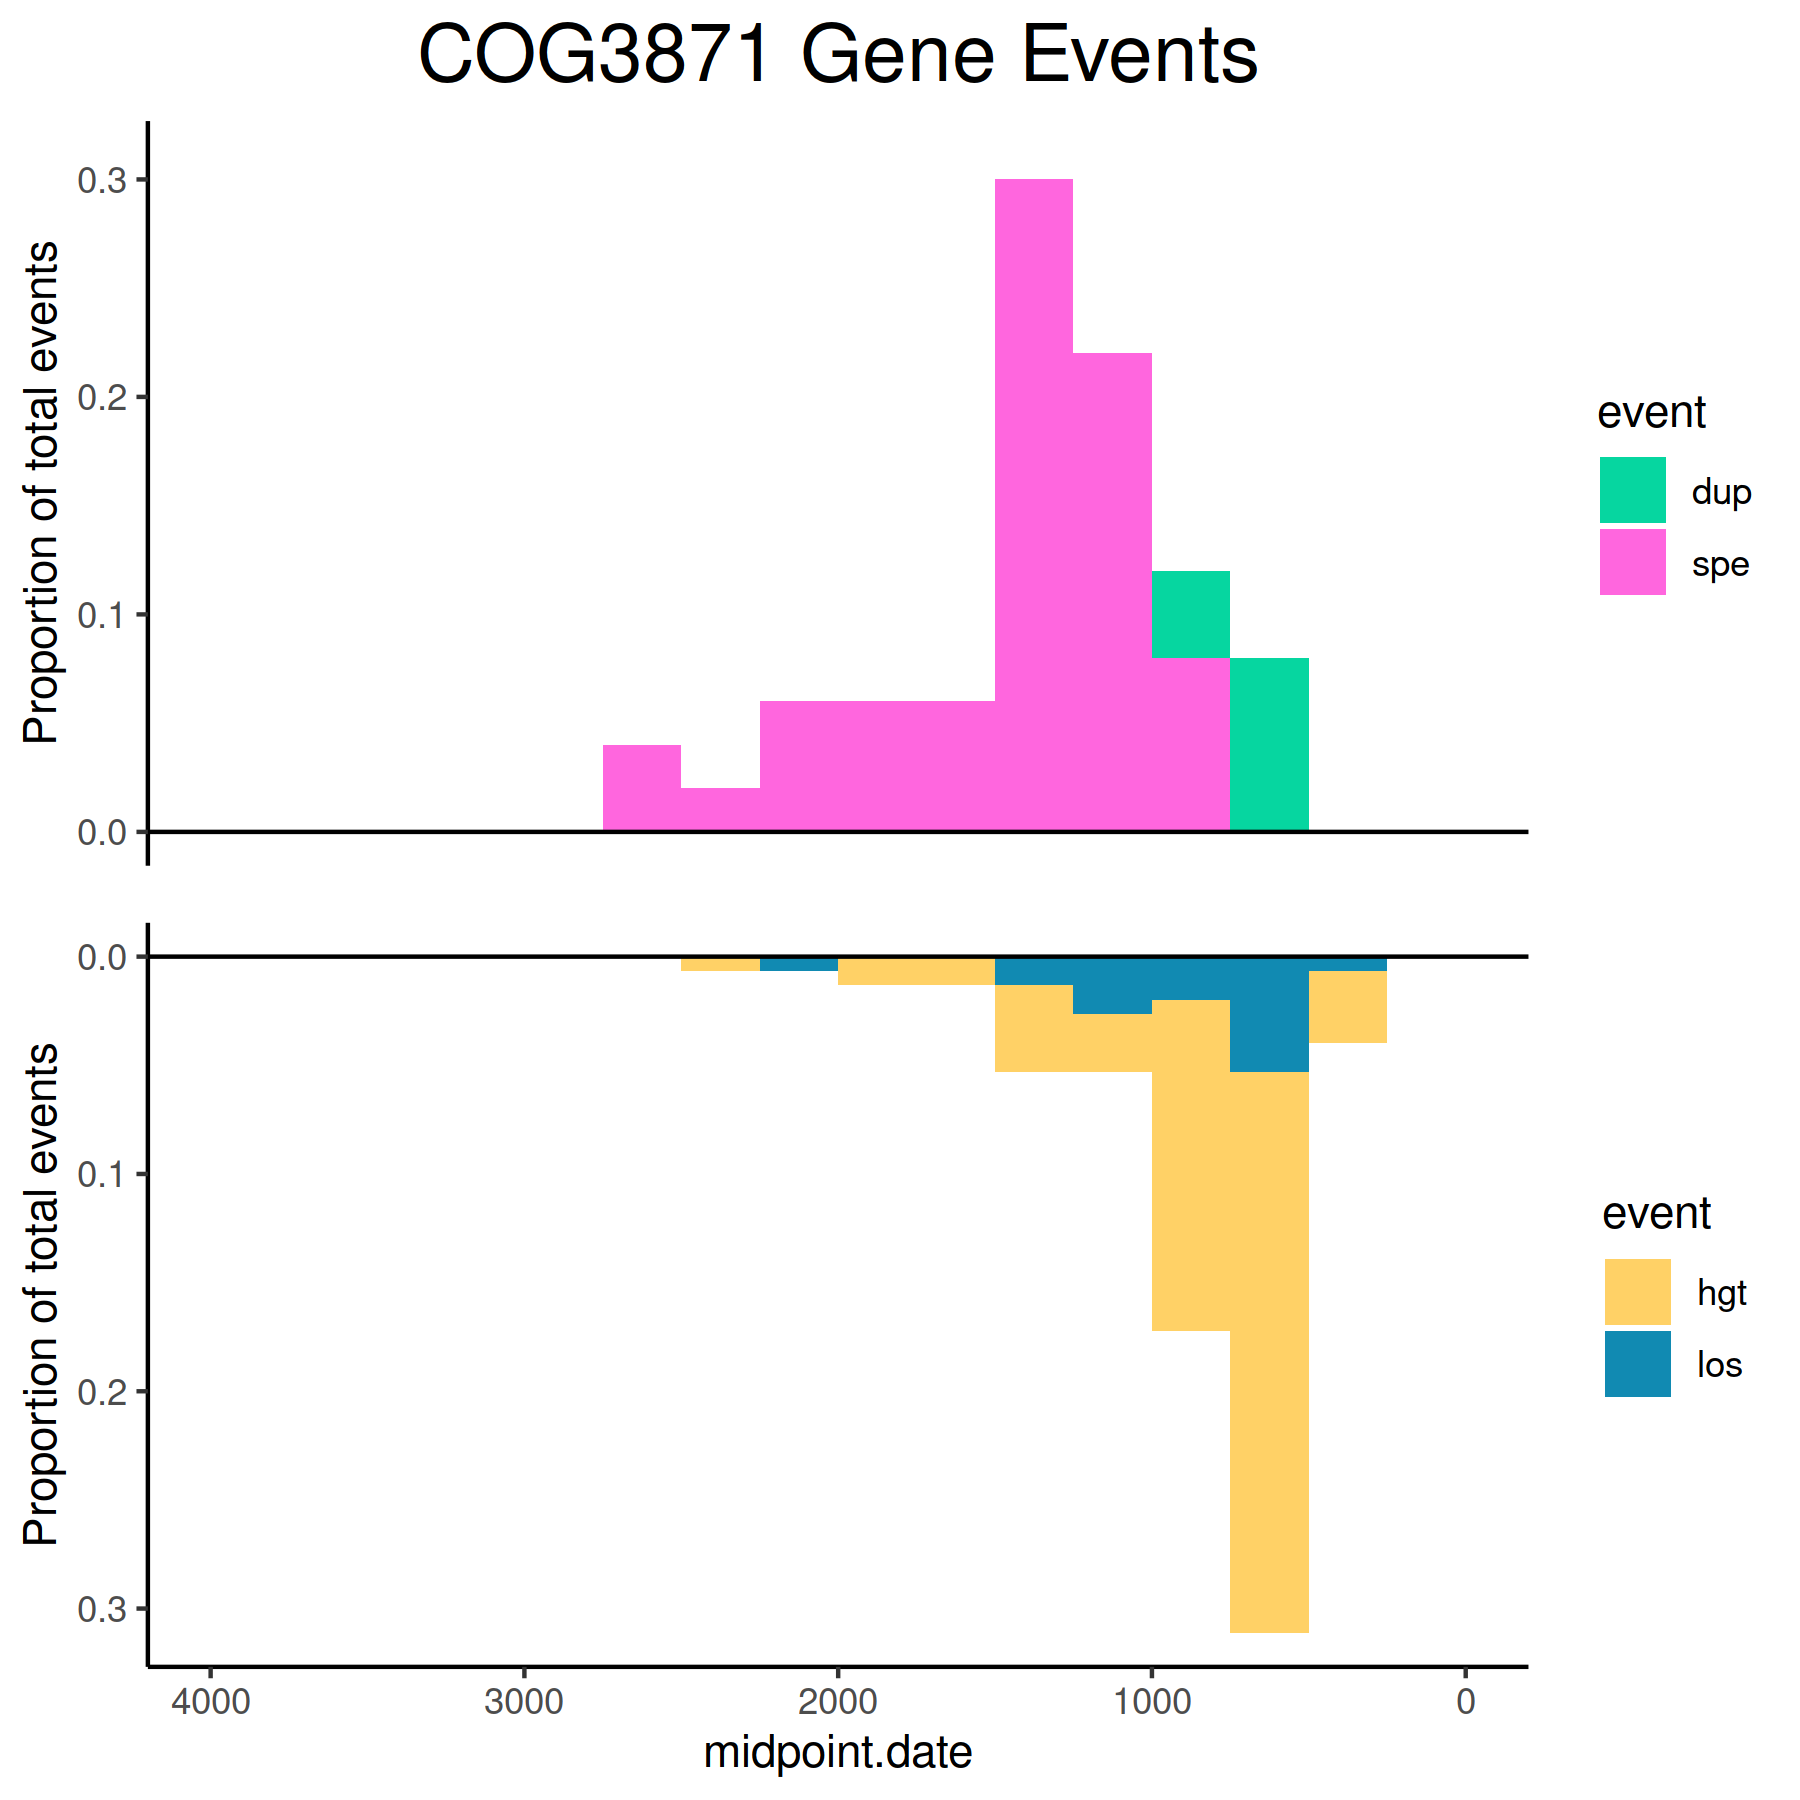 COG3871 Gene Events
Proportion of total events
0.3
0.2
0.1
0.0
event
dup
spe
Proportion of total events
0.0
0.1
0.2
0.3
event
hgt
los
4000 3000 2000 1000 0
midpoint.date